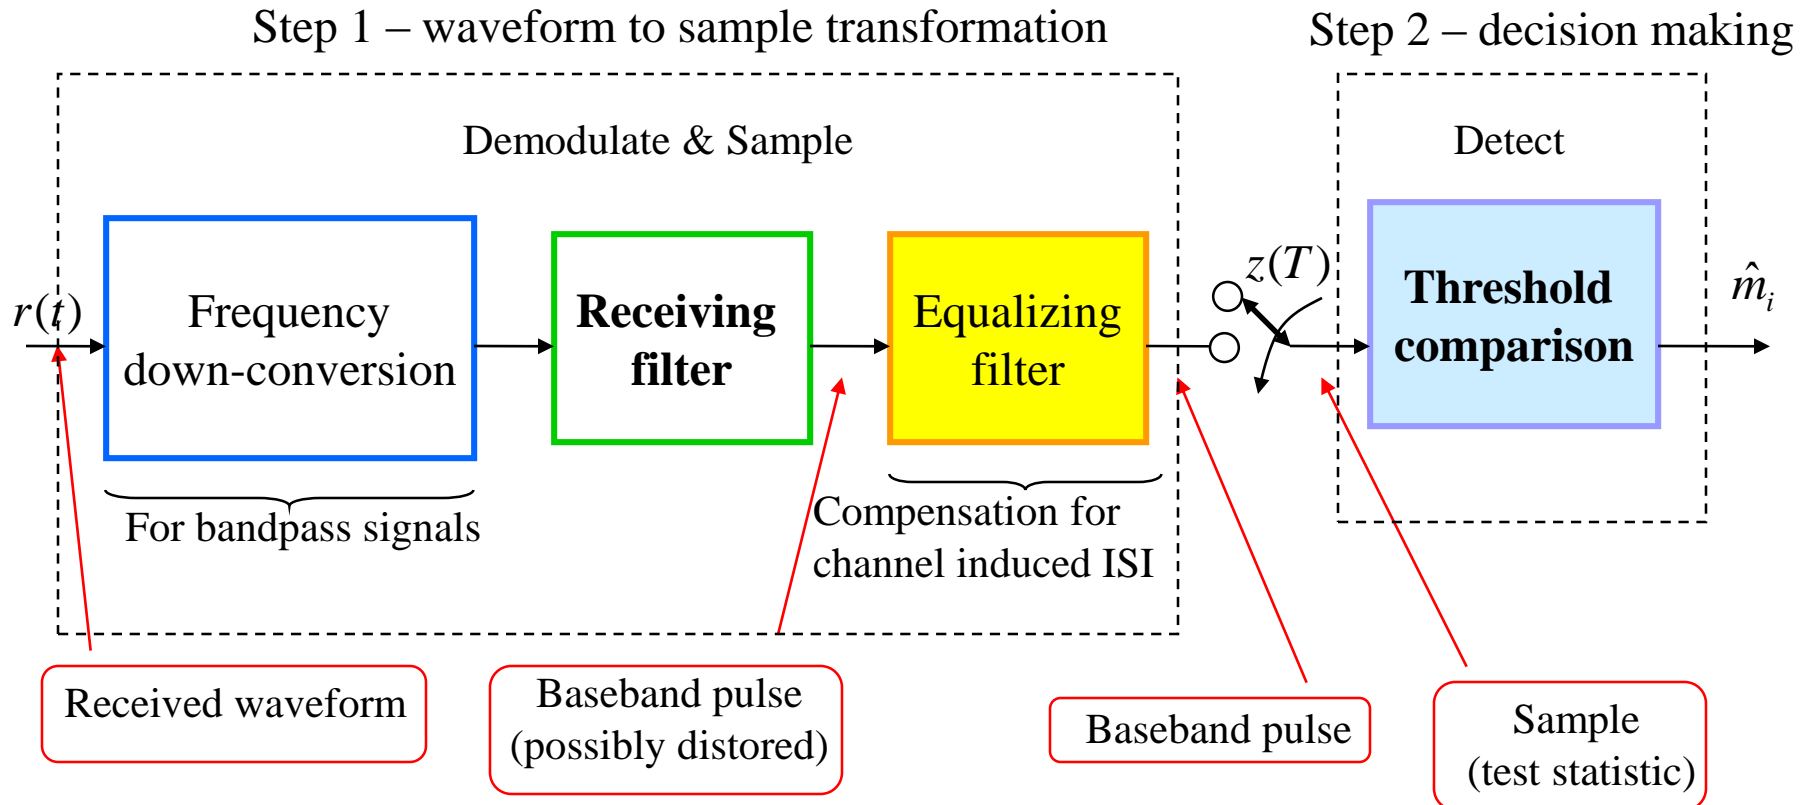 Step 1 – waveform to sample transformation
Step 2 – decision making
Demodulate & Sample
Detect
r(t)
Frequency
down-conversion
Receiving
filter
Equalizing
filter
z(T)
Threshold
comparison
m̂ᵢ
For bandpass signals
Compensation for
channel induced ISI
Received waveform
Baseband pulse
(possibly distored)
Baseband pulse
Sample
(test statistic)